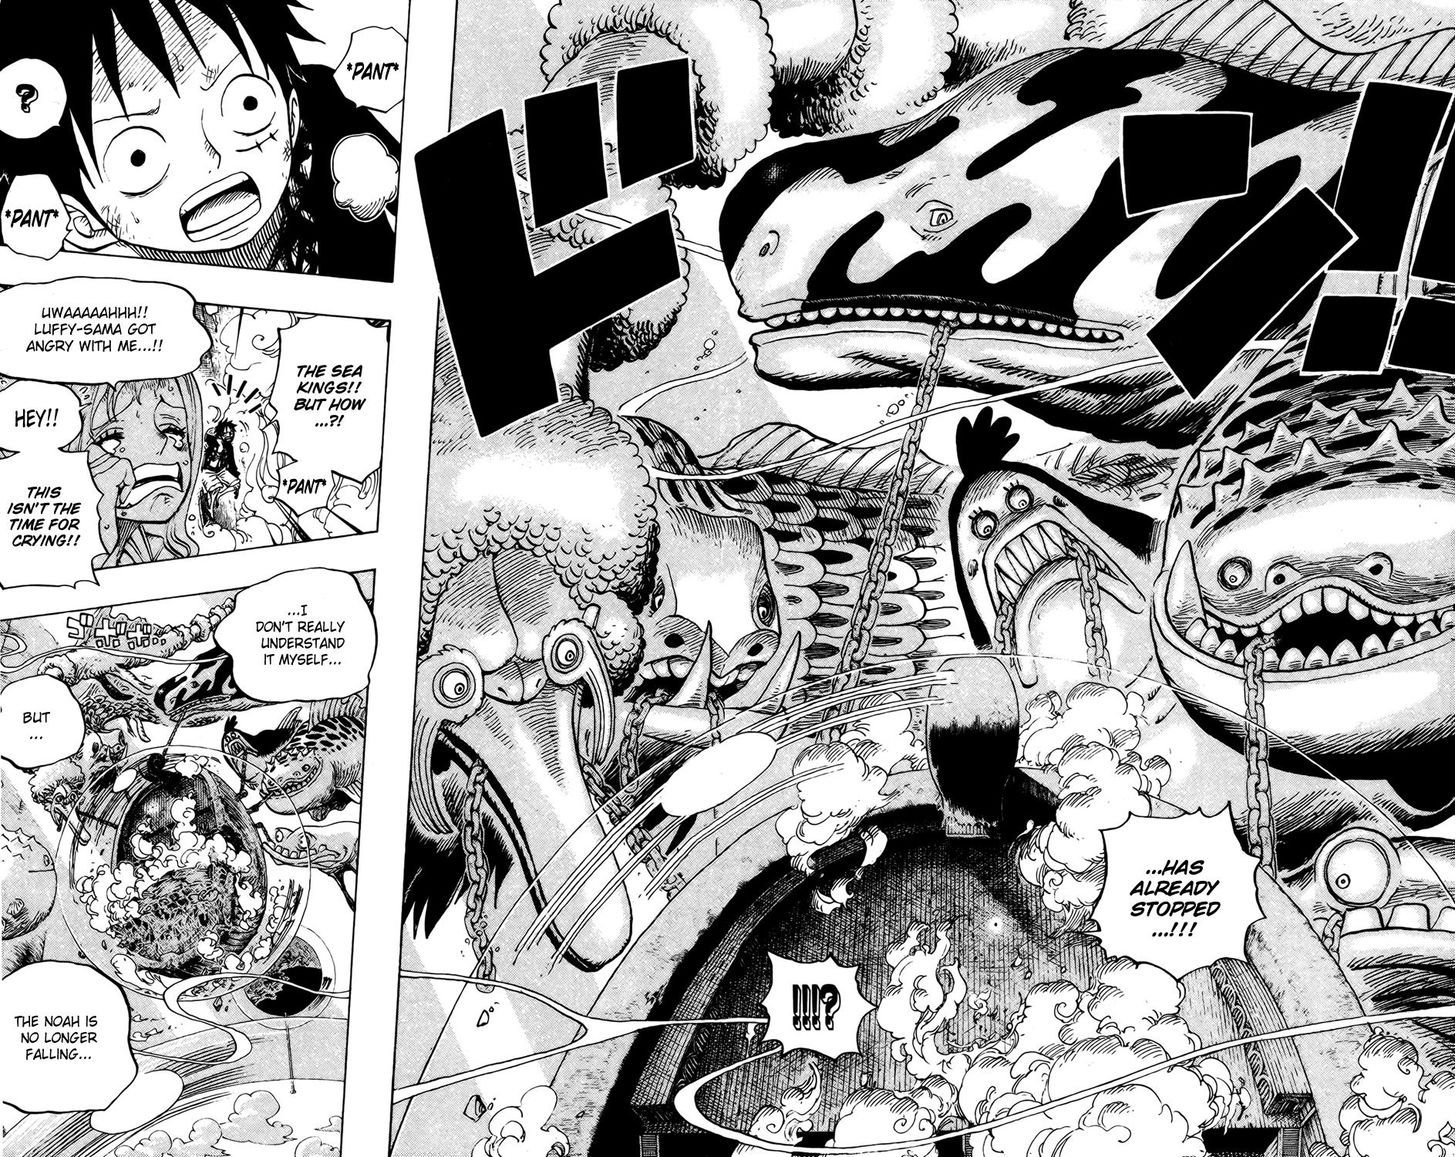 ドン!!
...HAS
ALREADY
STOPPED
...!!!
!!!?
*PANT*
?
*PANT*
THE SEA
KINGS!!
BUT HOW
...?!
*PANT*
UWAAAAAHHH!!
LUFFY-SAMA GOT
ANGRY WITH ME...!!
HEY!!
THIS
ISN'T THE
TIME FOR
CRYING!!
...I
DON'T REALLY
UNDERSTAND
IT MYSELF...
BUT
...
THE NOAH IS
NO LONGER
FALLING...